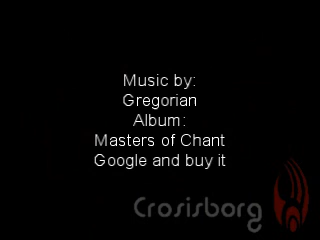 Music by:
Gregorian
Album:
Masters of Chant
Google and buy it
Crosisborg